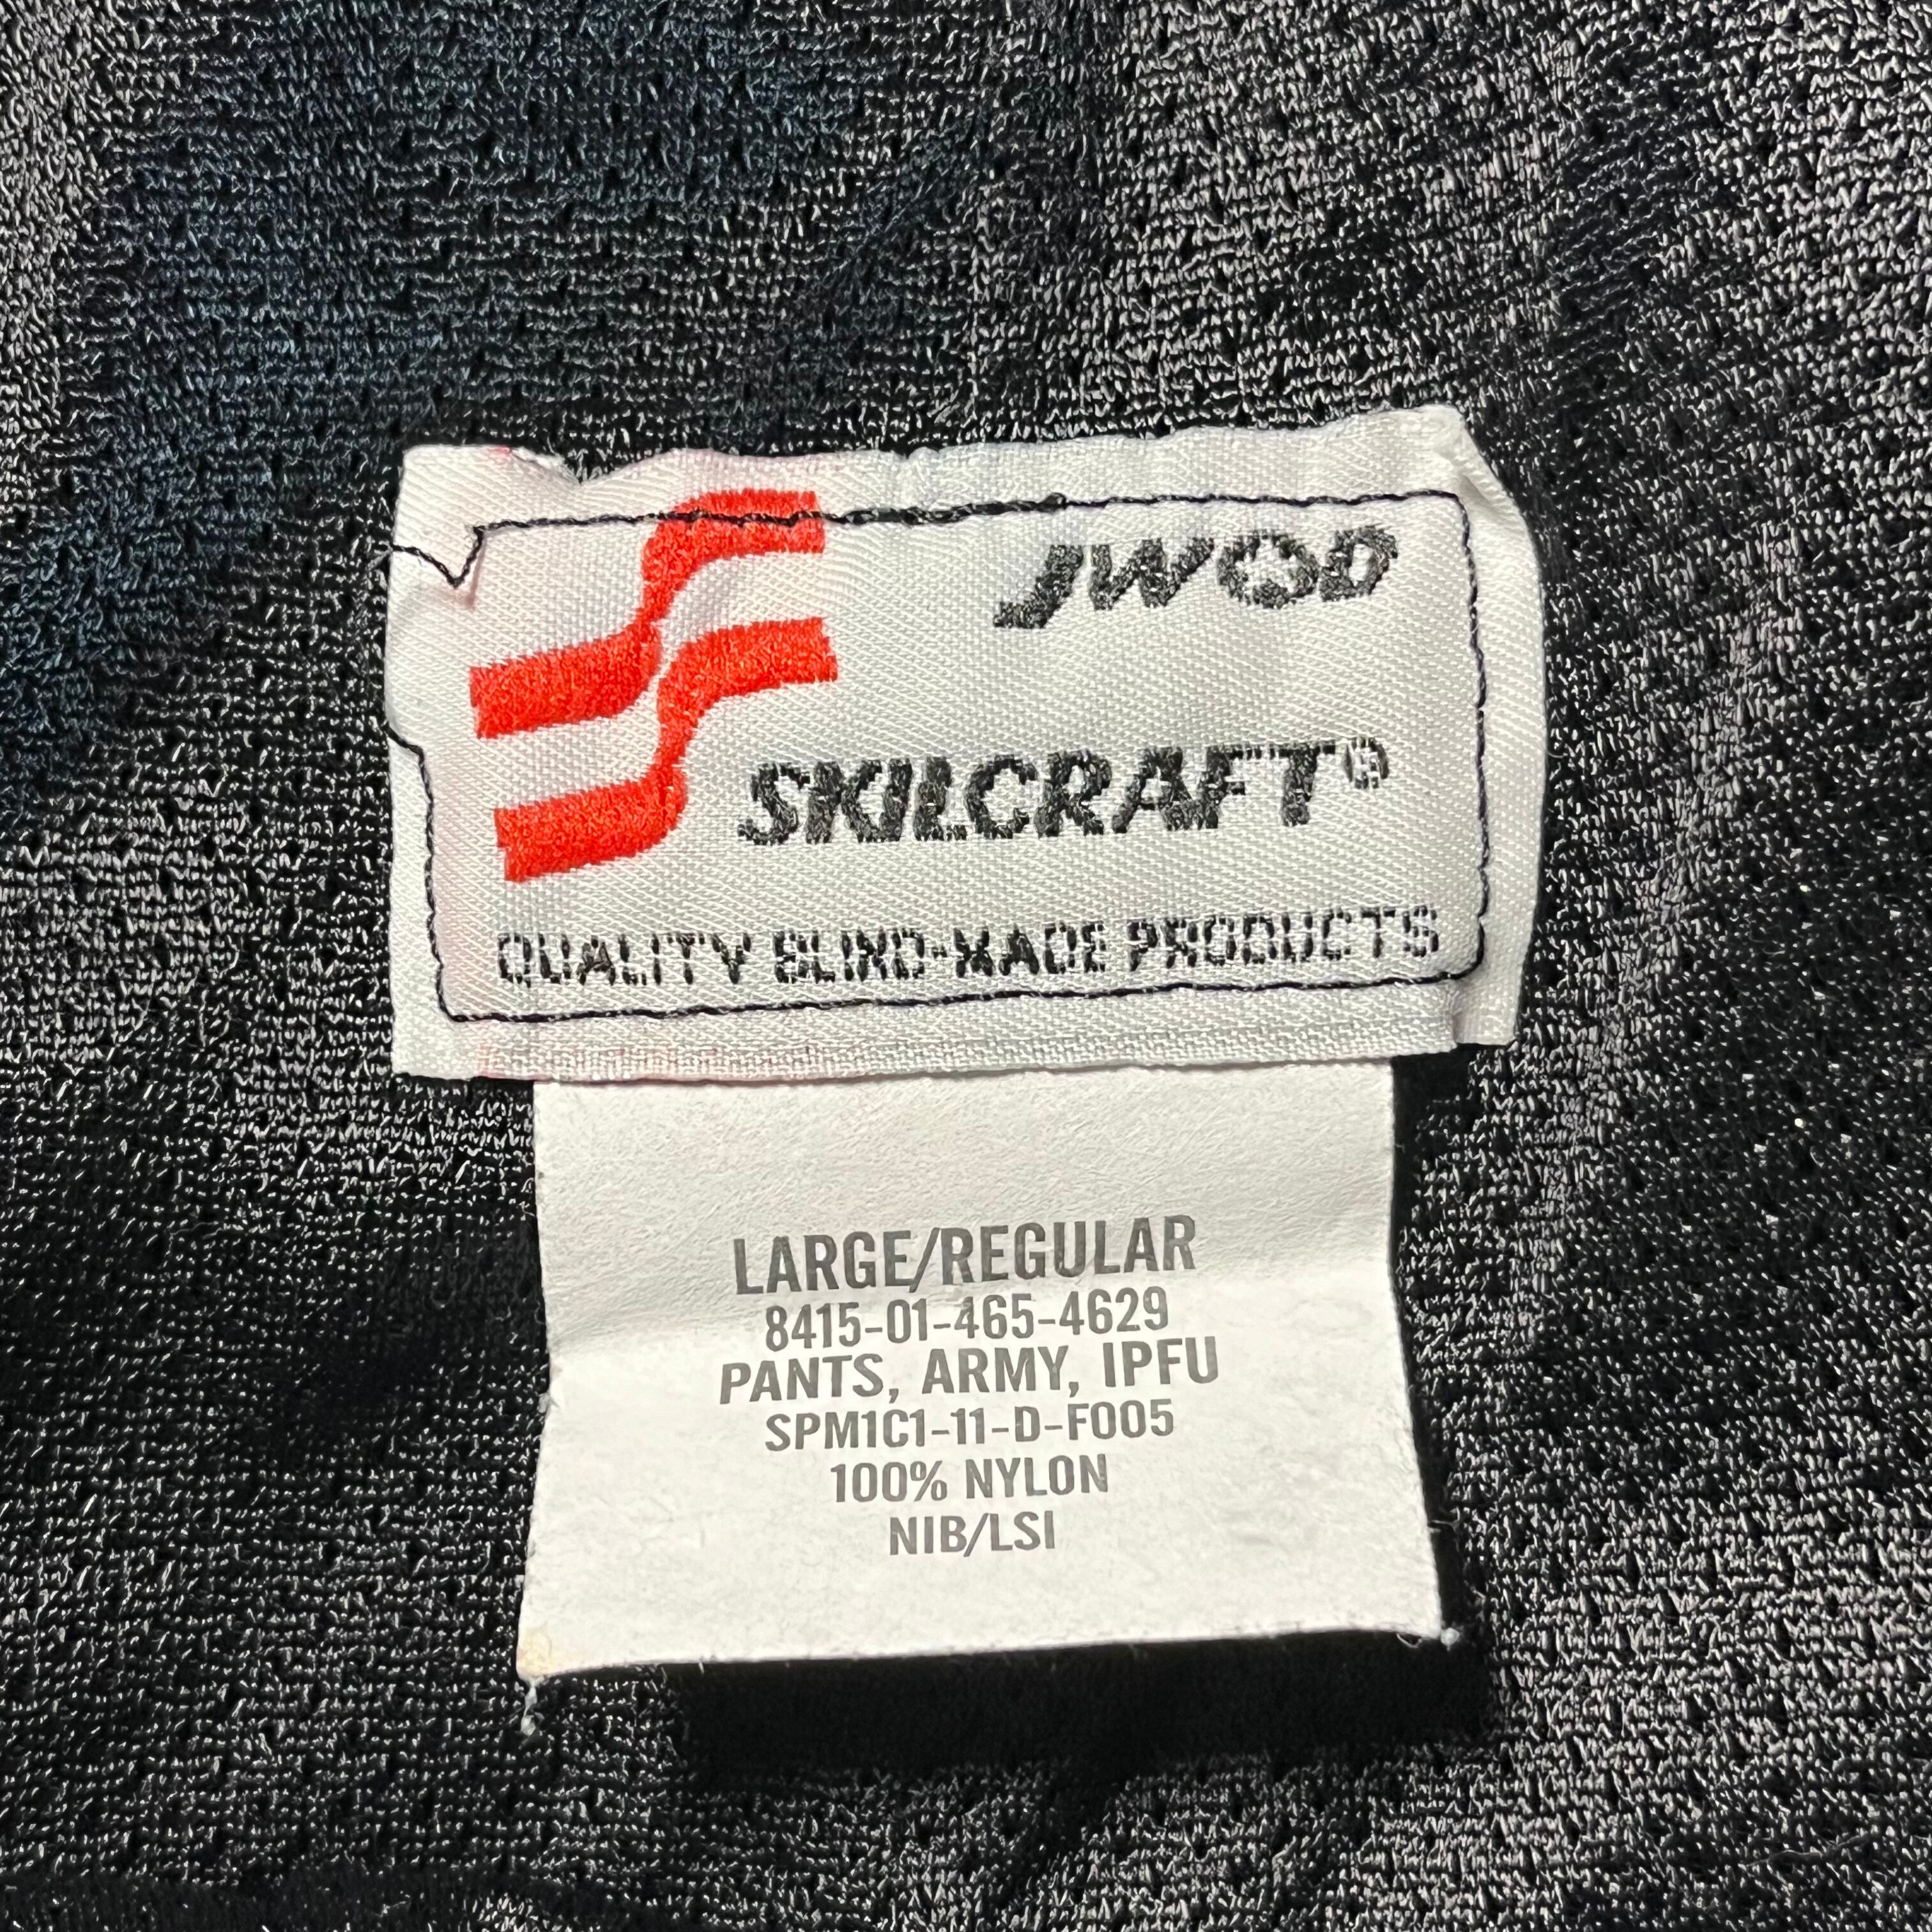 JWOD
SKILCRAFT®
QUALITY BLIND-MADE PRODUCTS
LARGE/REGULAR
8415-01-465-4629
PANTS, ARMY, IPFU
SPM1C1-11-D-F005
100% NYLON
NIB/LSI